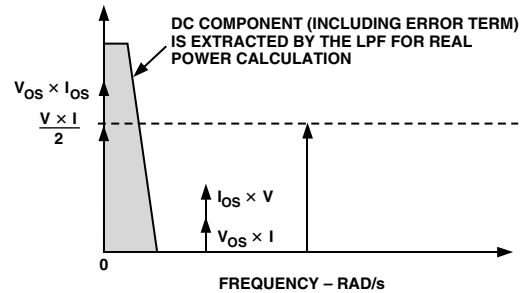 DC COMPONENT (INCLUDING ERROR TERM)
IS EXTRACTED BY THE LPF FOR REAL
POWER CALCULATION
VOS × IOS
V × I
2
IOS × V
VOS × I
0
FREQUENCY – RAD/s